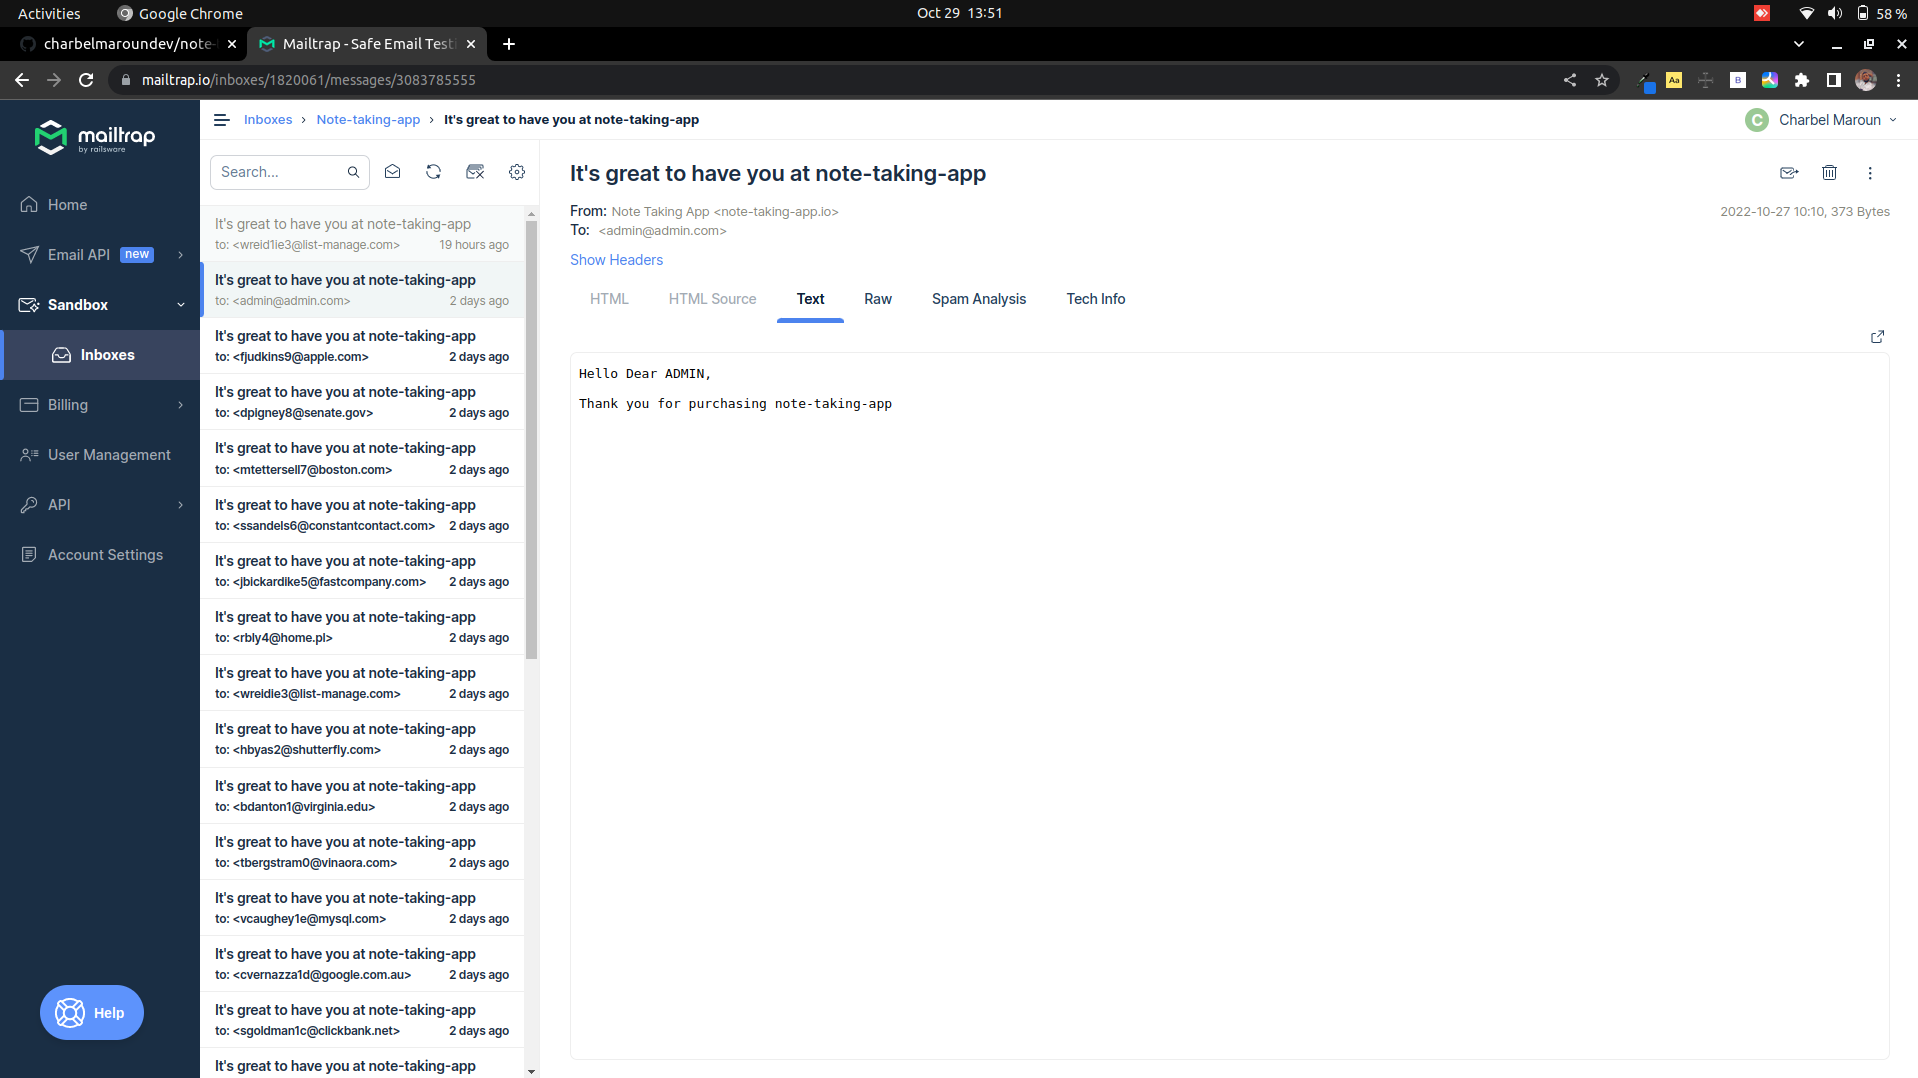 Activities
Google Chrome
Oct 29 13:51
58 %
charbelmaroundev/note-
Mailtrap - Safe Email Test
mailtrap.io/inboxes/1820061/messages/3083785555
Aa
B
mailtrap
by railsware
Home
Email API new
Sandbox
Inboxes
Billing
User Management
API
Account Settings
Help
Inboxes › Note-taking-app › It's great to have you at note-taking-app
C Charbel Maroun
Search...
It's great to have you at note-taking-app
to: <wreid1ie3@list-manage.com> 19 hours ago
It's great to have you at note-taking-app
to: <admin@admin.com> 2 days ago
It's great to have you at note-taking-app
to: <fjudkins9@apple.com> 2 days ago
It's great to have you at note-taking-app
to: <dpigney8@senate.gov> 2 days ago
It's great to have you at note-taking-app
to: <mtettersell7@boston.com> 2 days ago
It's great to have you at note-taking-app
to: <ssandels6@constantcontact.com> 2 days ago
It's great to have you at note-taking-app
to: <jbickardike5@fastcompany.com> 2 days ago
It's great to have you at note-taking-app
to: <rbly4@home.pl> 2 days ago
It's great to have you at note-taking-app
to: <wreidie3@list-manage.com> 2 days ago
It's great to have you at note-taking-app
to: <hbyas2@shutterfly.com> 2 days ago
It's great to have you at note-taking-app
to: <bdanton1@virginia.edu> 2 days ago
It's great to have you at note-taking-app
to: <tbergstram0@vinaora.com> 2 days ago
It's great to have you at note-taking-app
to: <vcaughey1e@mysql.com> 2 days ago
It's great to have you at note-taking-app
to: <cvernazza1d@google.com.au> 2 days ago
It's great to have you at note-taking-app
to: <sgoldman1c@clickbank.net> 2 days ago
It's great to have you at note-taking-app
It's great to have you at note-taking-app
From: Note Taking App <note-taking-app.io>
2022-10-27 10:10, 373 Bytes
To: <admin@admin.com>
Show Headers
HTML
HTML Source
Text
Raw
Spam Analysis
Tech Info
Hello Dear ADMIN,
Thank you for purchasing note-taking-app